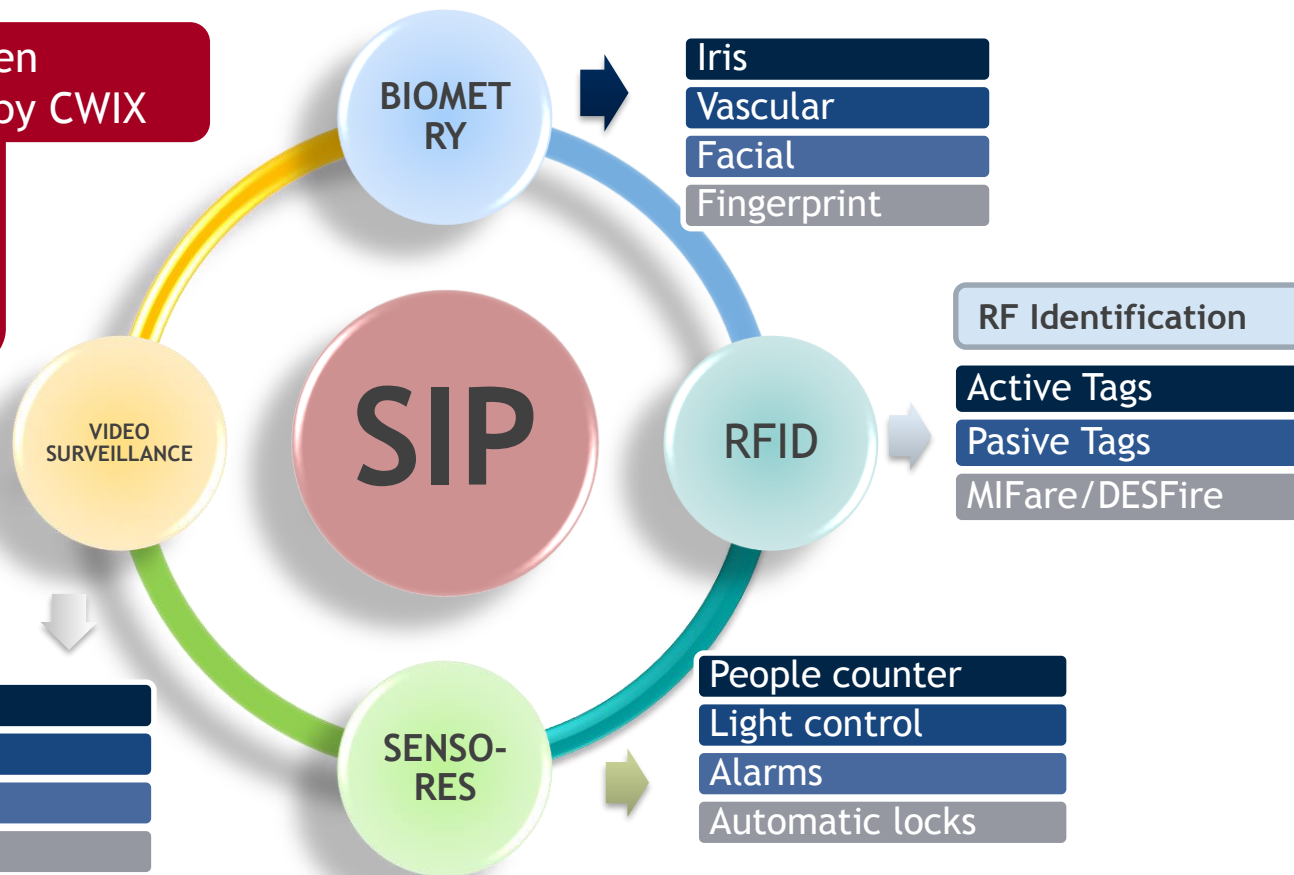 en
by CWIX
BIOMET
RY
Iris
Vascular
Facial
Fingerprint
RF Identification
Active Tags
Pasive Tags
MIFare/DESFire
RFID
SIP
VIDEO
SURVEILLANCE
SENSO-
RES
People counter
Light control
Alarms
Automatic locks